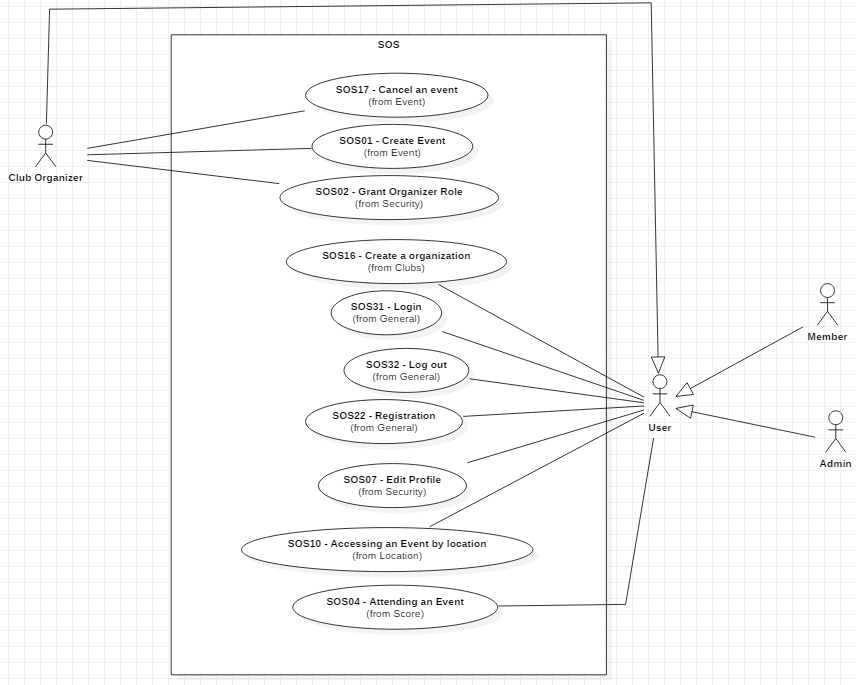 SOS
SOS17 - Cancel an event
(from Event)
SOS01 - Create Event
(from Event)
Club Organizer
SOS02 - Grant Organizer Role
(from Security)
SOS16 - Create a organization
(from Clubs)
SOS31 - Login
(from General)
Member
SOS32 - Log out
(from General)
SOS22 - Registration
(from General)
User
Admin
SOS07 - Edit Profile
(from Security)
SOS10 - Accessing an Event by location
(from Location)
SOS04 - Attending an Event
(from Score)